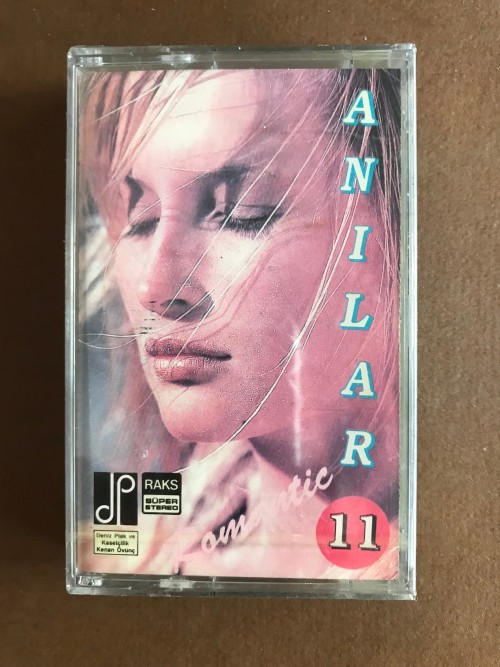 ANILAR
Romantic
11
dp
RAKS
SÜPER
STEREO
Deniz Plak ve
Kasetçilik
Kenan Övünç